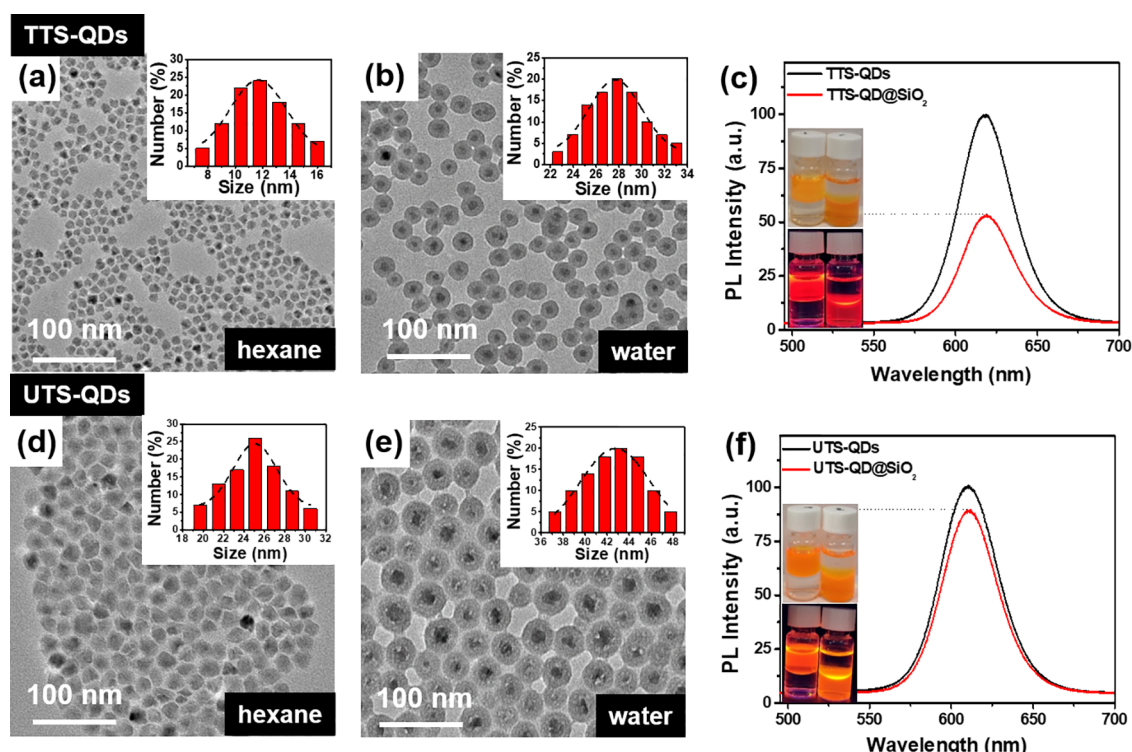 TTS-QDs
(a)
Number (%)
30
25
20
15
10
5
0
8 10 12 14 16
Size (nm)
100 nm
hexane
(b)
Number (%)
25
20
15
10
5
0
22 24 26 28 30 32 34
Size (nm)
100 nm
water
(c)
TTS-QDs
TTS-QD@SiO₂
PL Intensity (a.u.)
100
75
50
25
0
500 550 600 650 700
Wavelength (nm)
UTS-QDs
(d)
Number (%)
30
25
20
15
10
5
0
18 20 22 24 26 28 30 32
Size (nm)
100 nm
hexane
(e)
Number (%)
25
20
15
10
5
0
36 38 40 42 44 46 48
Size (nm)
100 nm
water
(f)
UTS-QDs
UTS-QD@SiO₂
PL Intensity (a.u.)
100
75
50
25
0
500 550 600 650 700
Wavelength (nm)